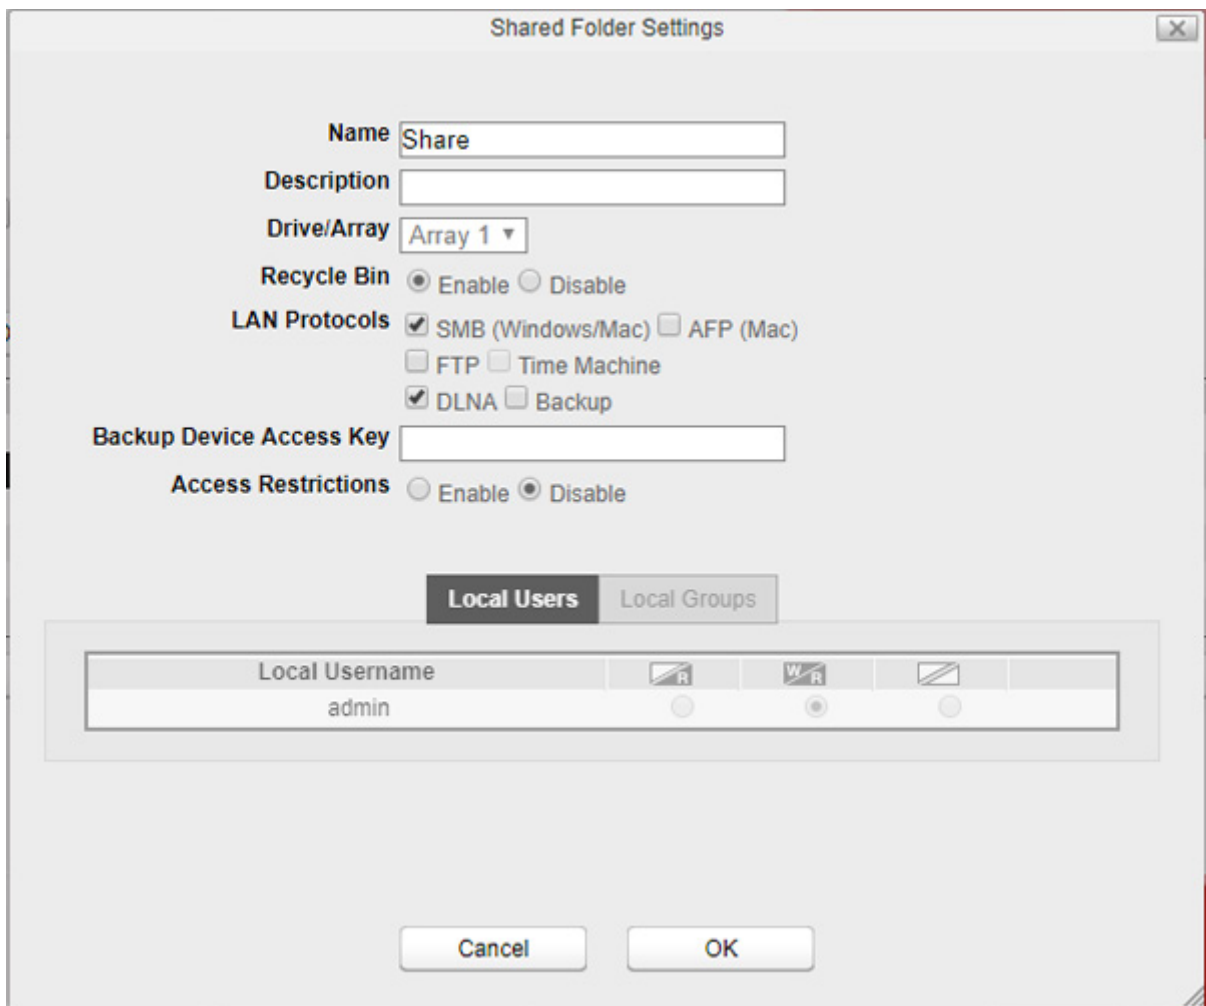 Shared Folder Settings
Name Share
Description
Drive/Array Array 1
Recycle Bin Enable Disable
LAN Protocols SMB (Windows/Mac) AFP (Mac)
FTP Time Machine
DLNA Backup
Backup Device Access Key
Access Restrictions Enable Disable
Local Users Local Groups
Local Username R W R
admin
Cancel OK